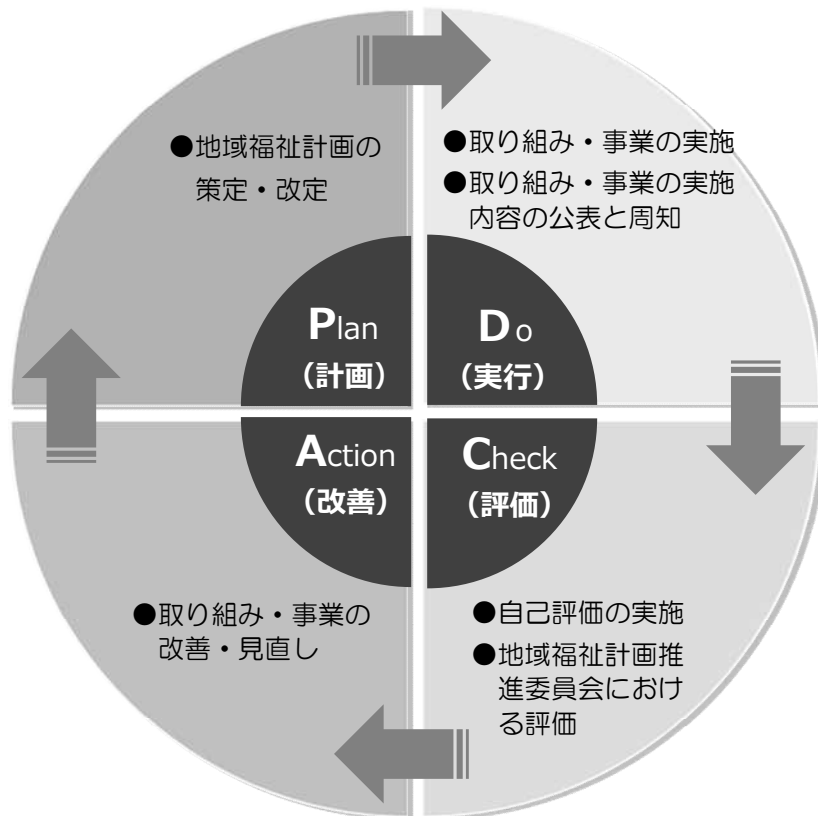 ●地域福祉計画の
策定・改定
●取り組み・事業の実施
●取り組み・事業の実施
内容の公表と周知
Plan
（計画）
Do
（実行）
Action
（改善）
Check
（評価）
●取り組み・事業の
改善・見直し
●自己評価の実施
●地域福祉計画推
進委員会におけ
る評価